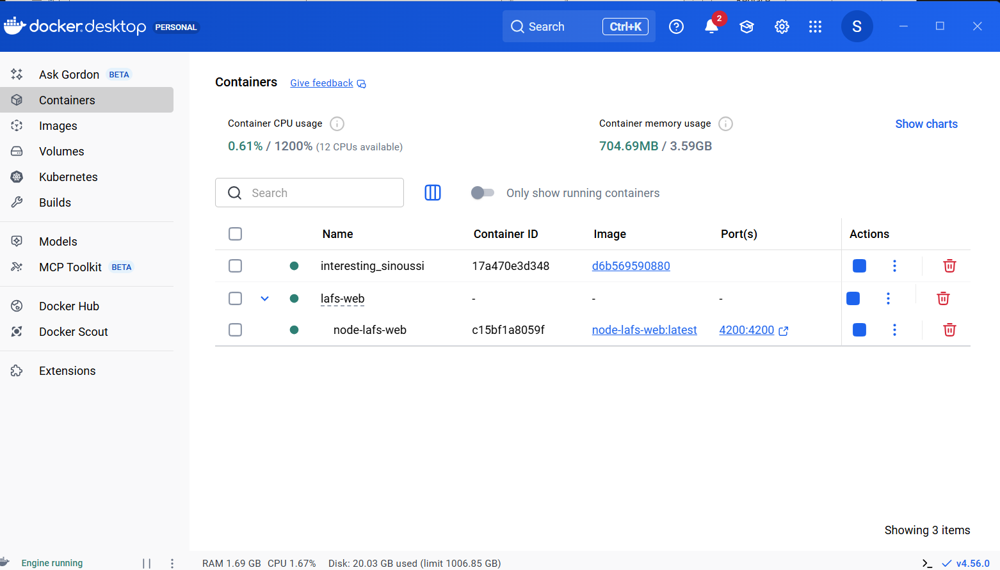 docker.desktop PERSONAL
Search Ctrl+K
2
S
Ask Gordon BETA
Containers
Images
Volumes
Kubernetes
Builds
Models
MCP Toolkit BETA
Docker Hub
Docker Scout
Extensions
Containers Give feedback
Container CPU usage
0.61% / 1200% (12 CPUs available)
Container memory usage
704.69MB / 3.59GB
Show charts
Search
Only show running containers
Name Container ID Image Port(s) Actions
interesting_sinoussi 17a470e3d348 d6b569590880
lafs-web - - -
node-lafs-web c15bf1a8059f node-lafs-web:latest 4200:4200
Showing 3 items
Engine running
RAM 1.69 GB CPU 1.67% Disk: 20.03 GB used (limit 1006.85 GB)
v4.56.0